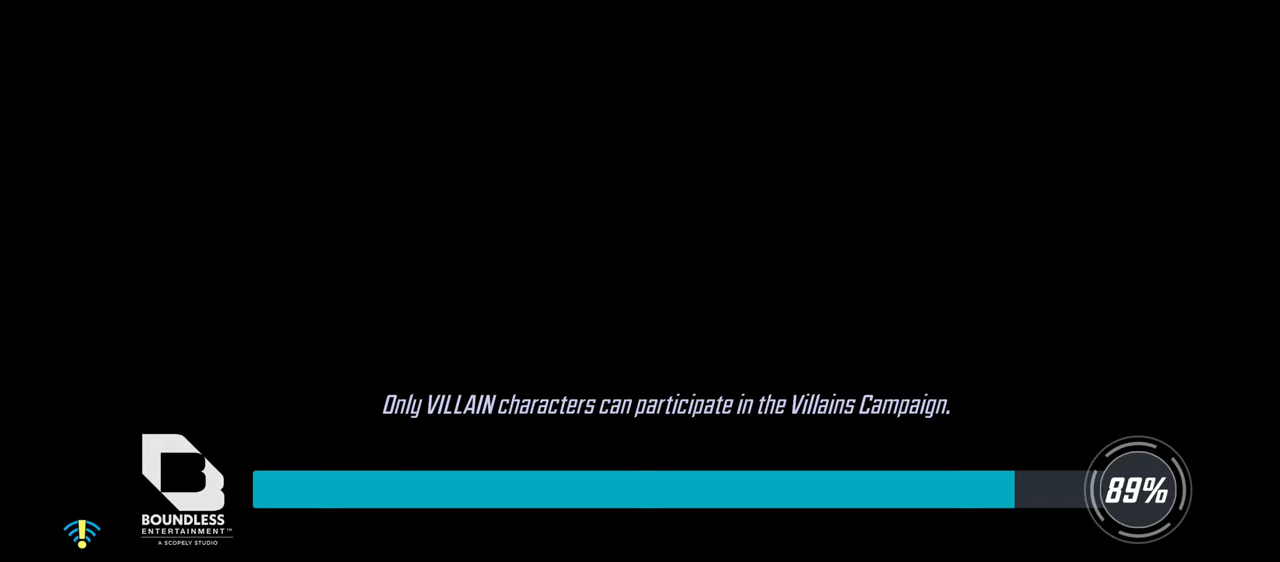 Only VILLAIN characters can participate in the Villains Campaign.
89%
BOUNDLESS
ENTERTAINMENT™
A SCOPELY STUDIO